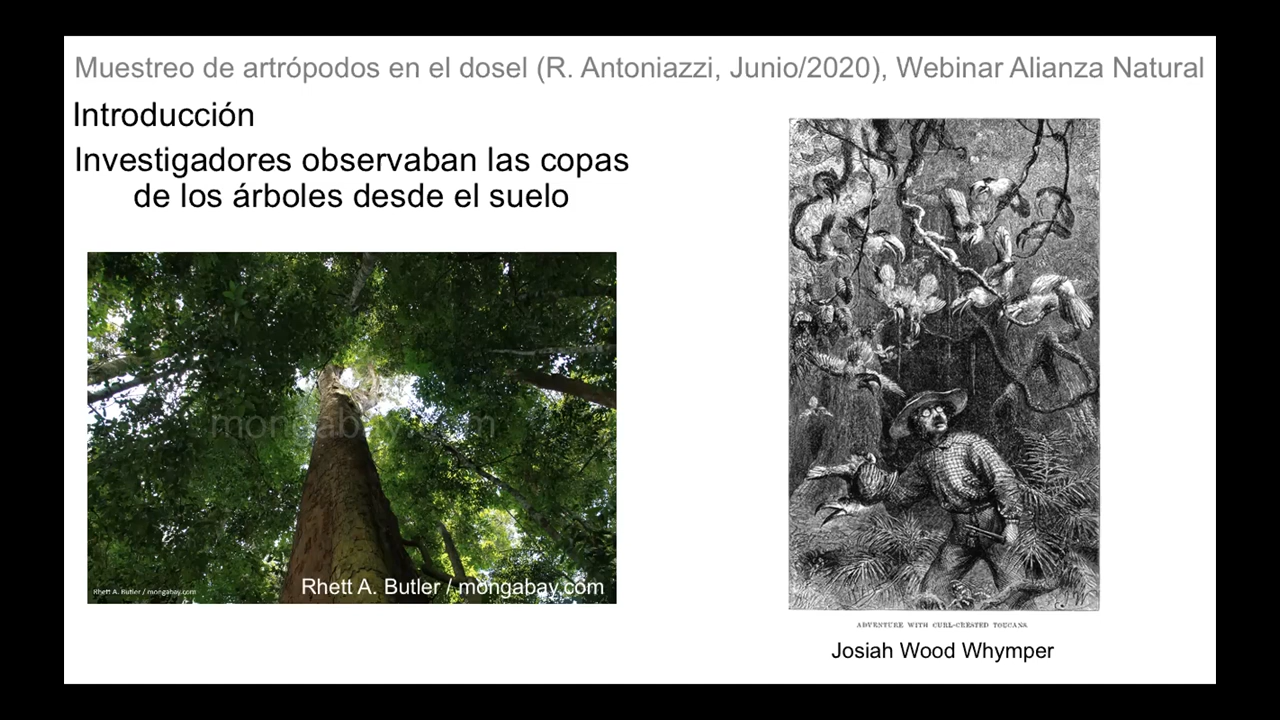 Muestreo de artrópodos en el dosel (R. Antoniazzi, Junio/2020), Webinar Alianza Natural
Introducción
Investigadores observaban las copas
de los árboles desde el suelo
mongabay.com
Rhett A. Butler / mongabay.com
Rhett A. Butler / mongabay.com
ADVENTURE WITH CURL-CRESTED TOUCANS
Josiah Wood Whymper